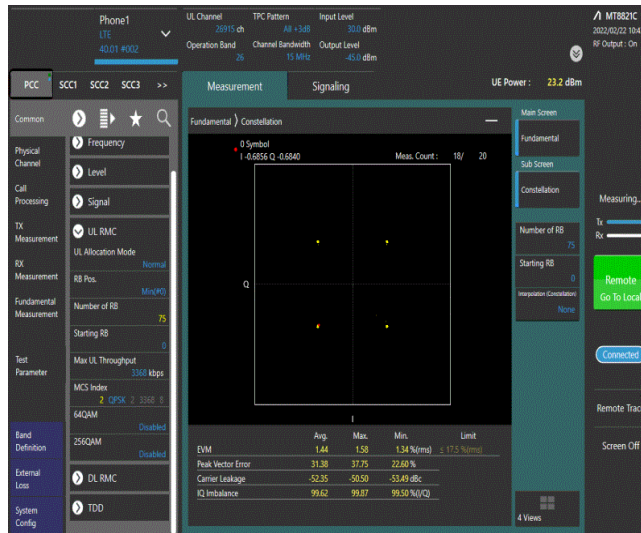 Phone1
LTE
40.01 #002
UL Channel TPC Pattern Input Level
26915 ch All +3dB 30.0 dBm
Operation Band Channel Bandwidth Output Level
26 15 MHz -45.0 dBm
MT8821C
2022/02/22 10:4
RF Output : On
PCC SCC1 SCC2 SCC3 >>
Measurement Signaling
UE Power : 23.2 dBm
Common
Physical
Channel
Call
Processing
TX
Measurement
RX
Measurement
Fundamental
Measurement
Test
Parameter
Band
Definition
External
Loss
System
Config
Frequency
Level
Signal
UL RMC
UL Allocation Mode
Normal
RB Pos.
Min(#0)
Number of RB
75
Starting RB
0
Max UL Throughput
3368 kbps
MCS Index
2 QPSK 2 3368 8
64QAM
Disabled
256QAM
Disabled
DL RMC
TDD
Fundamental ⟩ Constellation
0 Symbol
I -0.6856 Q -0.6840 Meas. Count : 18/ 20
Q
I
Avg. Max. Min. Limit
EVM 1.44 1.58 1.34 %(rms) ≤ 17.5 %(rms)
Peak Vector Error 31.38 37.75 22.60 %
Carrier Leakage -52.35 -50.50 -53.49 dBc
IQ Imbalance 99.62 99.87 99.50 %(I/Q)
Main Screen
Fundamental
Sub Screen
Constellation
Number of RB
75
Starting RB
0
Interpolation (Constellation)
None
4 Views
Measuring...
Tx
Rx
Remote
Go To Local
Connected
Remote Trac
Screen Off